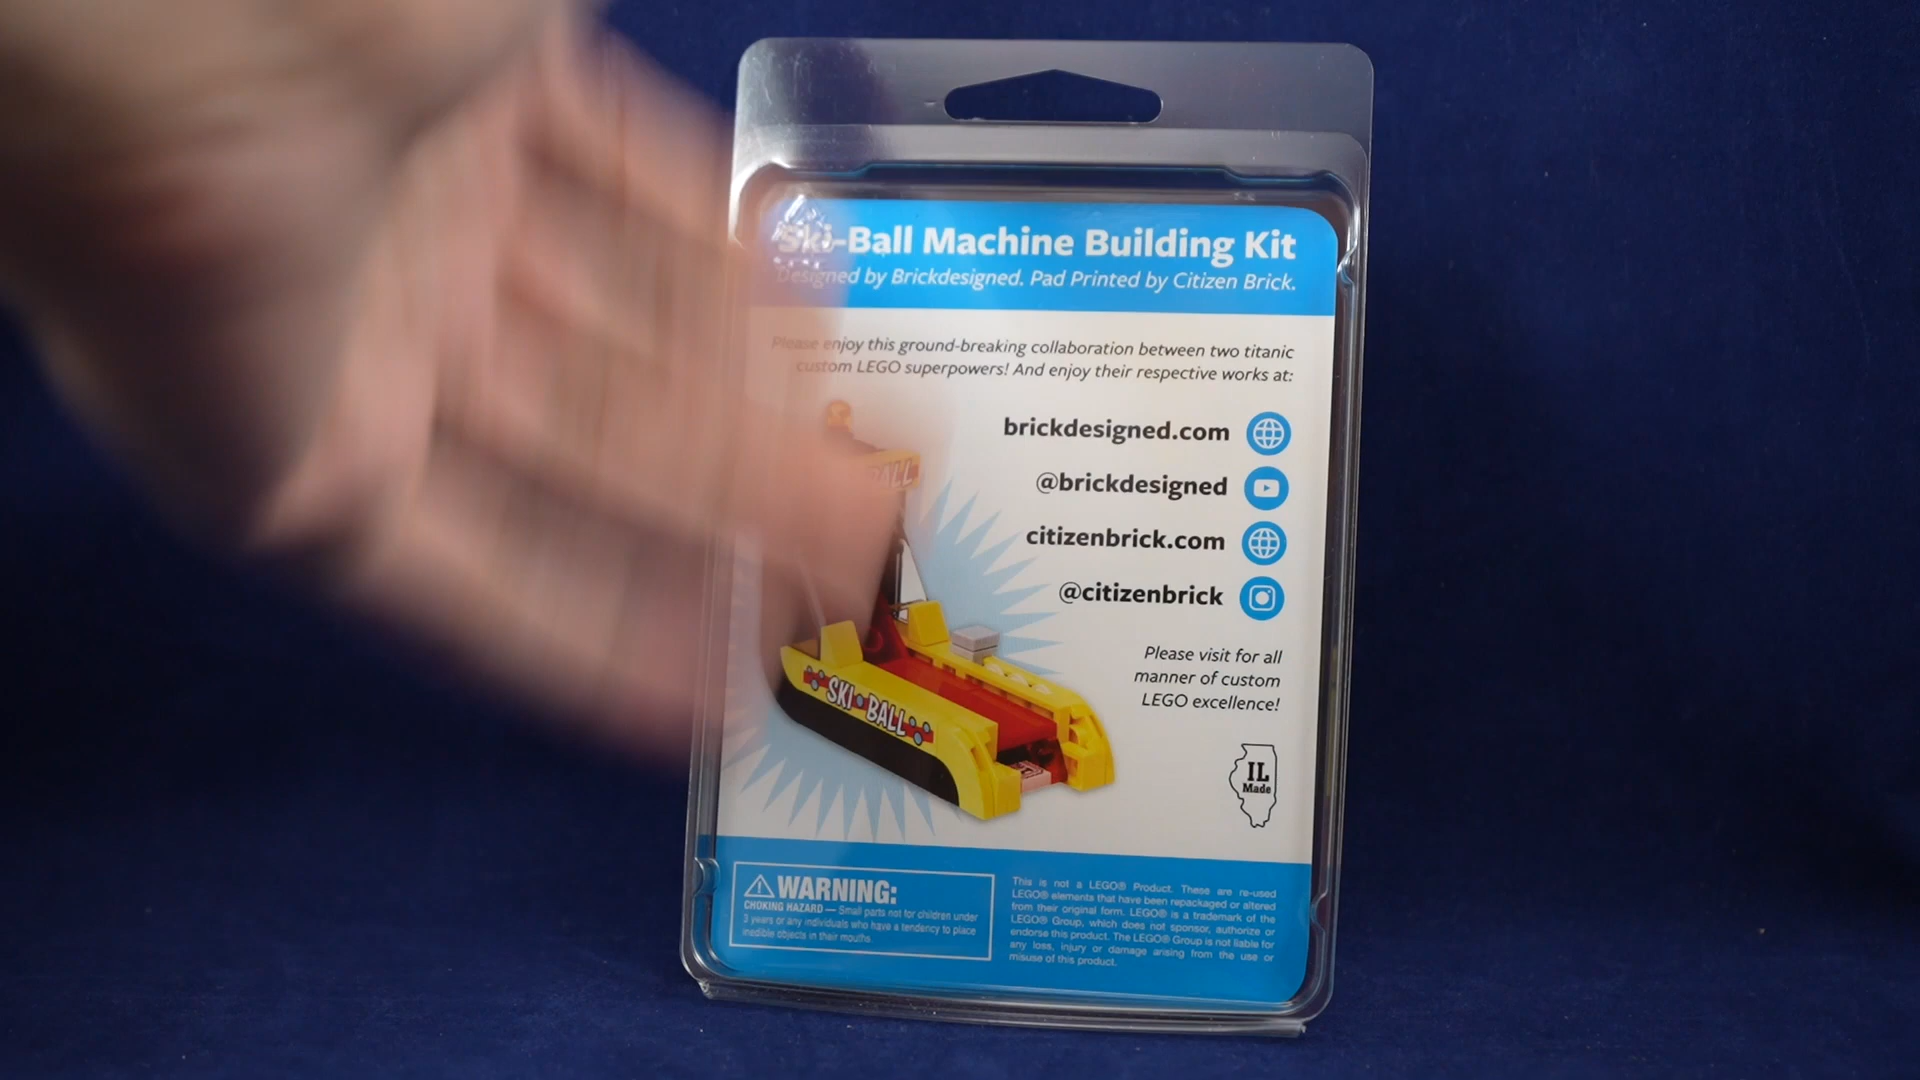 Ski-Ball Machine Building Kit
Designed by Brickdesigned. Pad Printed by Citizen Brick.
Please enjoy this ground-breaking collaboration between two titanic
custom LEGO superpowers! And enjoy their respective works at:
brickdesigned.com
@brickdesigned
citizenbrick.com
@citizenbrick
Please visit for all
manner of custom
LEGO excellence!
BALL
SKI BALL
IL
Made
WARNING:
CHOKING HAZARD — Small parts not for children under
3 years or any individuals who have a tendency to place
inedible objects in their mouths.
This is not a LEGO® Product. These are re-used
LEGO® elements that have been repackaged or altered
from their original form. LEGO® is a trademark of the
LEGO® Group, which does not sponsor, authorize or
endorse this product. The LEGO® Group is not liable for
any loss, injury or damage arising from the use or
misuse of this product.